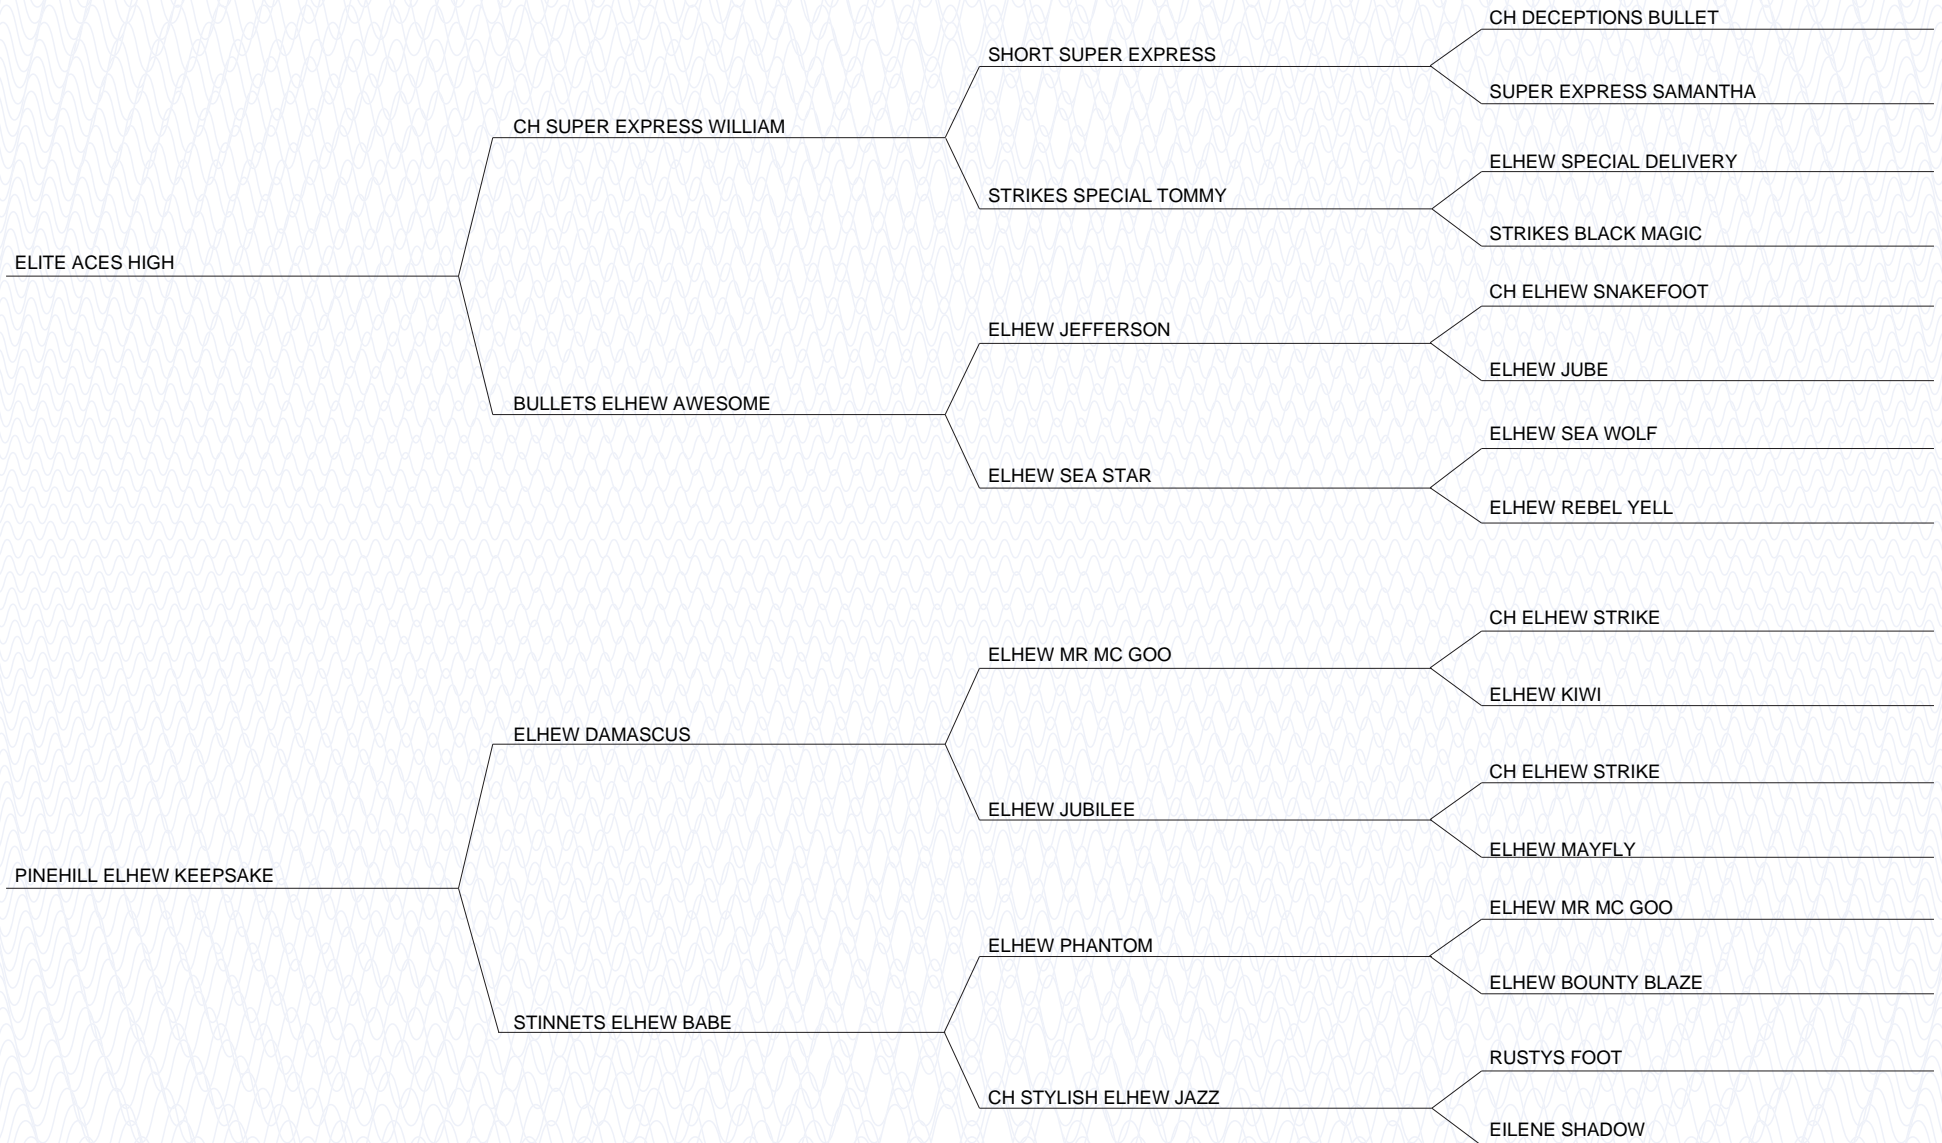 CH DECEPTIONS BULLET
SHORT SUPER EXPRESS
SUPER EXPRESS SAMANTHA
CH SUPER EXPRESS WILLIAM
ELHEW SPECIAL DELIVERY
STRIKES SPECIAL TOMMY
STRIKES BLACK MAGIC
ELITE ACES HIGH
CH ELHEW SNAKEFOOT
ELHEW JEFFERSON
ELHEW JUBE
BULLETS ELHEW AWESOME
ELHEW SEA WOLF
ELHEW SEA STAR
ELHEW REBEL YELL
CH ELHEW STRIKE
ELHEW MR MC GOO
ELHEW KIWI
ELHEW DAMASCUS
CH ELHEW STRIKE
ELHEW JUBILEE
ELHEW MAYFLY
PINEHILL ELHEW KEEPSAKE
ELHEW MR MC GOO
ELHEW PHANTOM
ELHEW BOUNTY BLAZE
STINNETS ELHEW BABE
RUSTYS FOOT
CH STYLISH ELHEW JAZZ
EILENE SHADOW